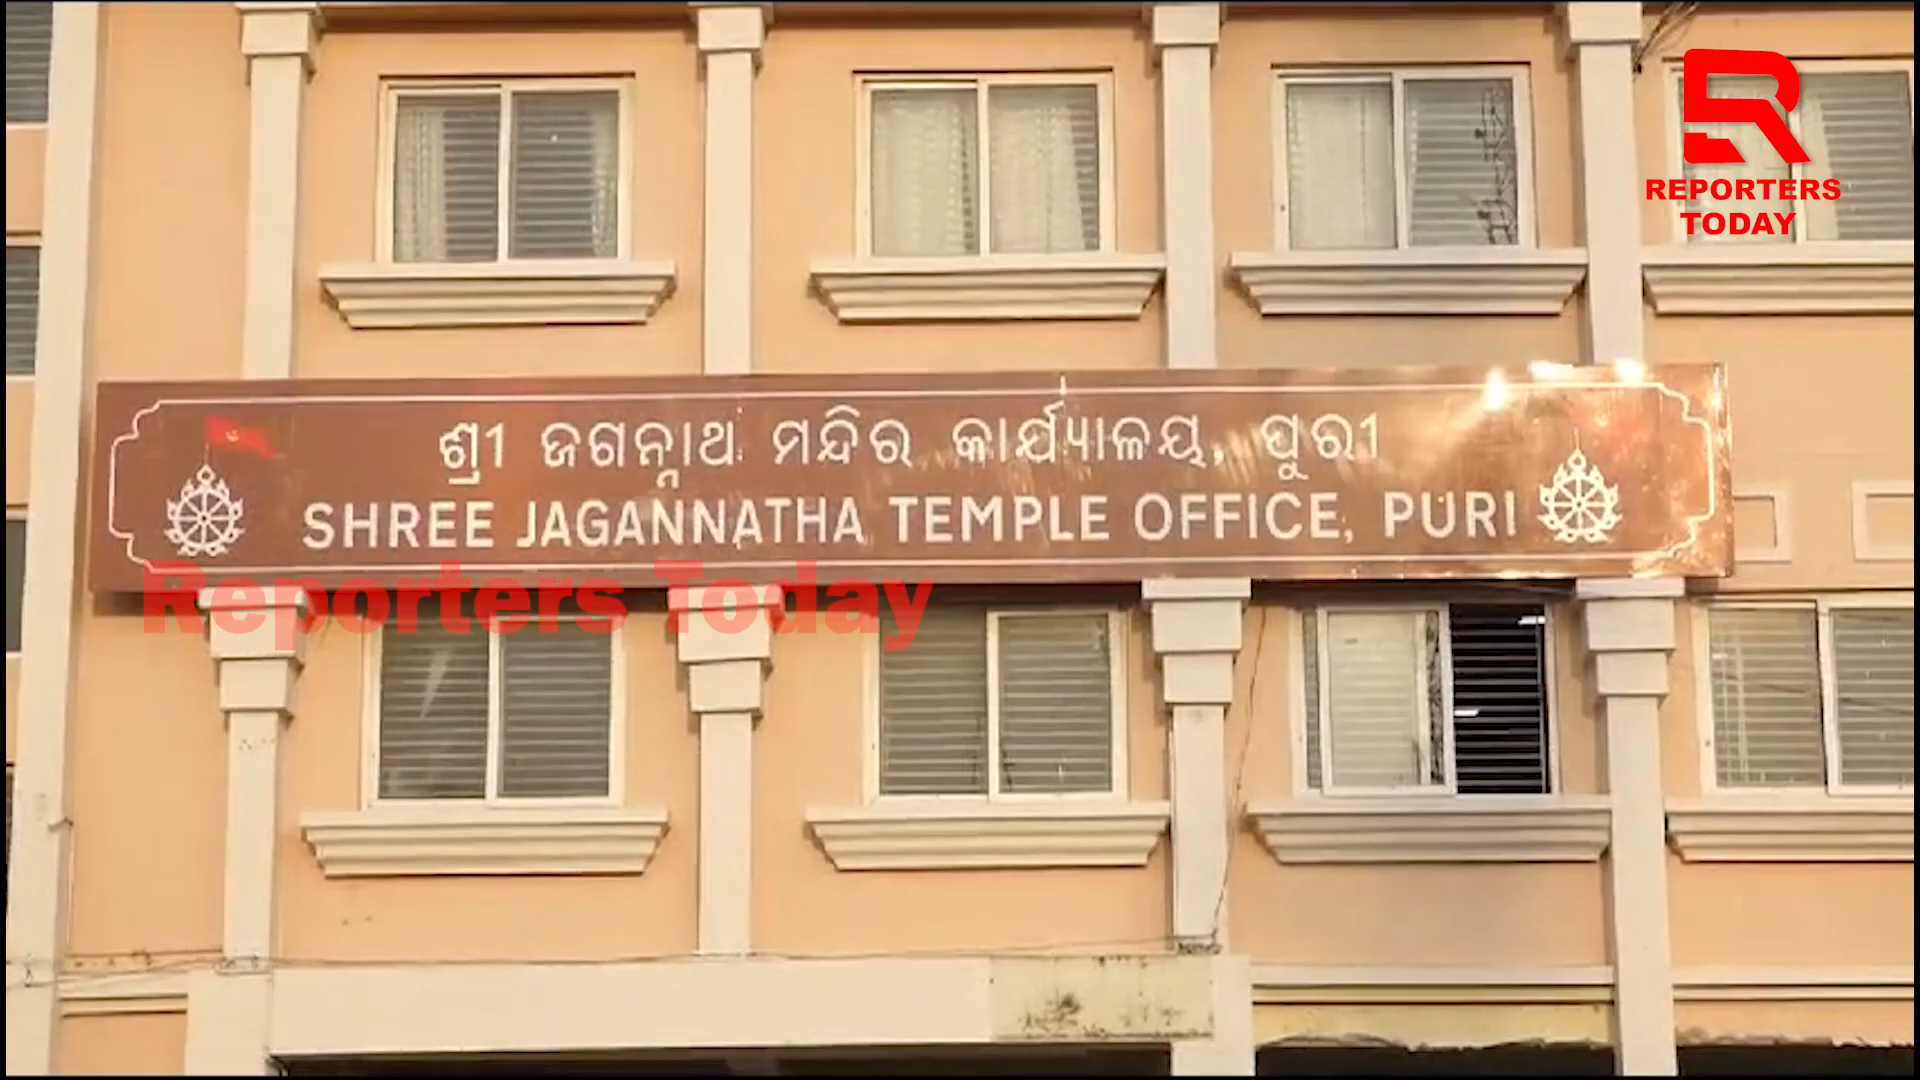 REPORTERS
TODAY
ଶ୍ରୀ ଜଗନ୍ନାଥ ମନ୍ଦିର କାର୍ଯ୍ୟାଳୟ, ପୁରୀ
SHREE JAGANNATHA TEMPLE OFFICE, PURI
Reporters Today